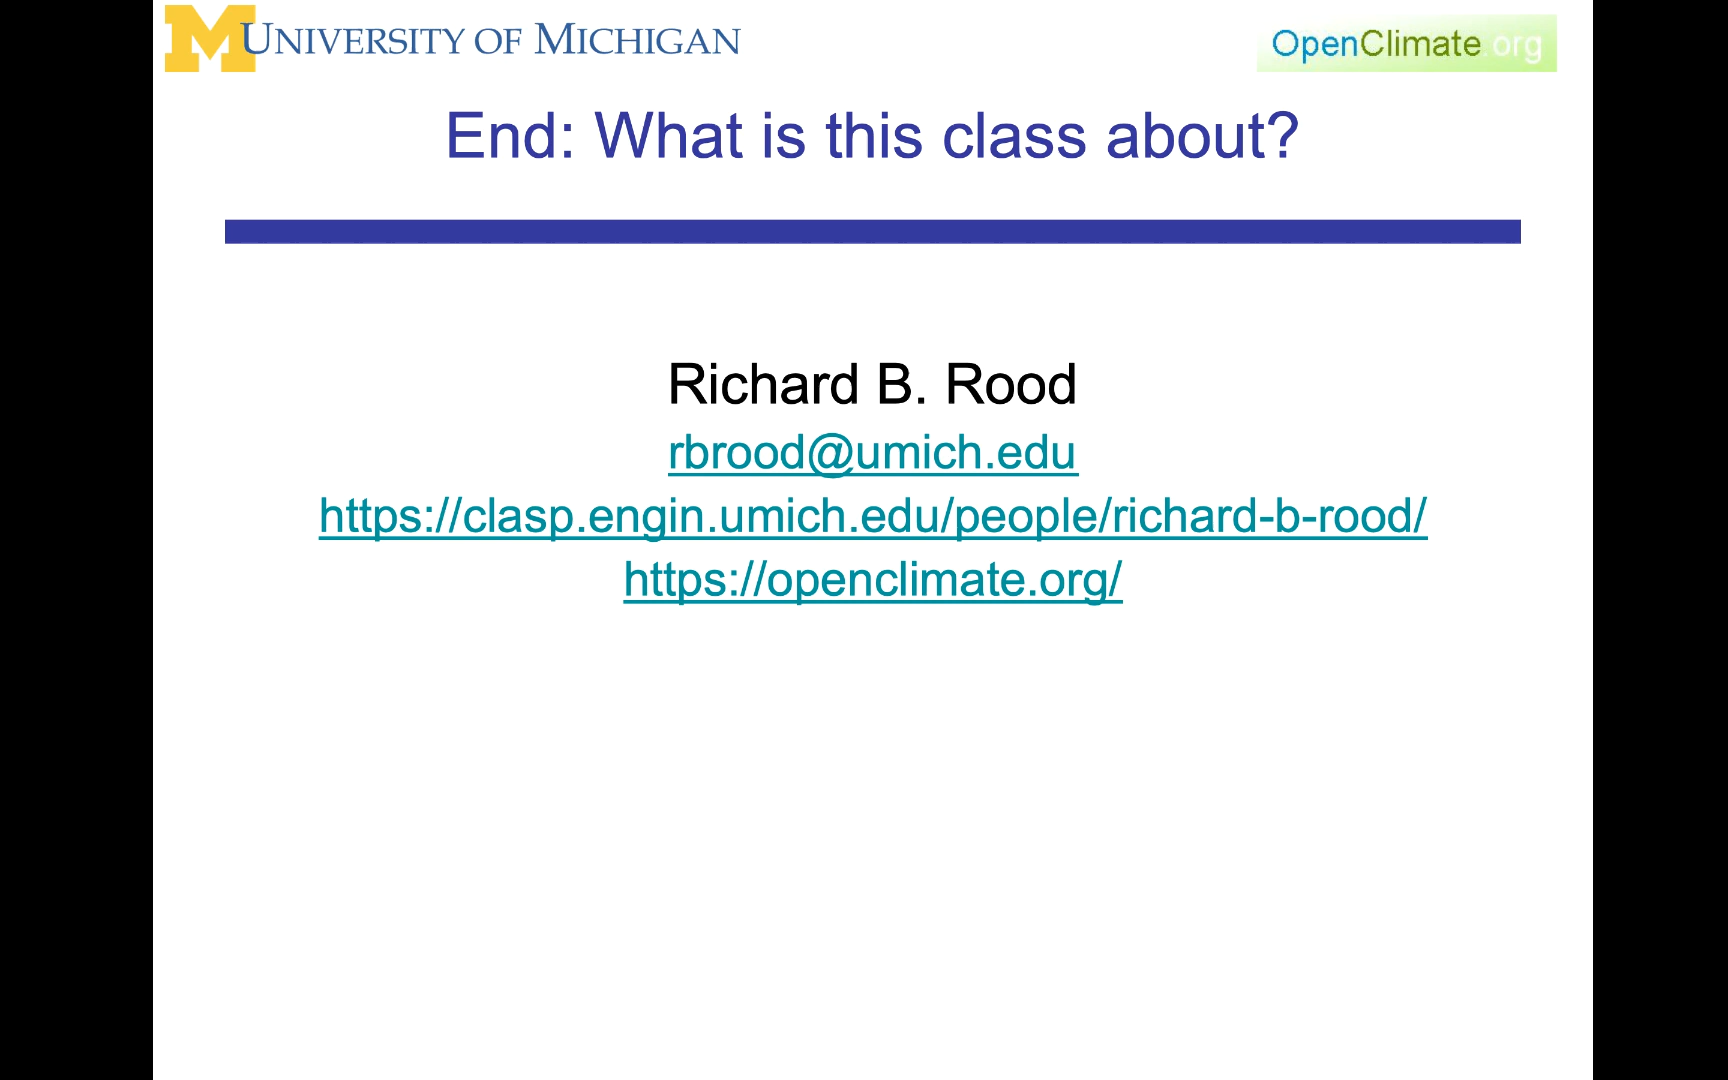 UNIVERSITY OF MICHIGAN
OpenClimate.org
End: What is this class about?
Richard B. Rood
rbrood@umich.edu
https://clasp.engin.umich.edu/people/richard-b-rood/
https://openclimate.org/